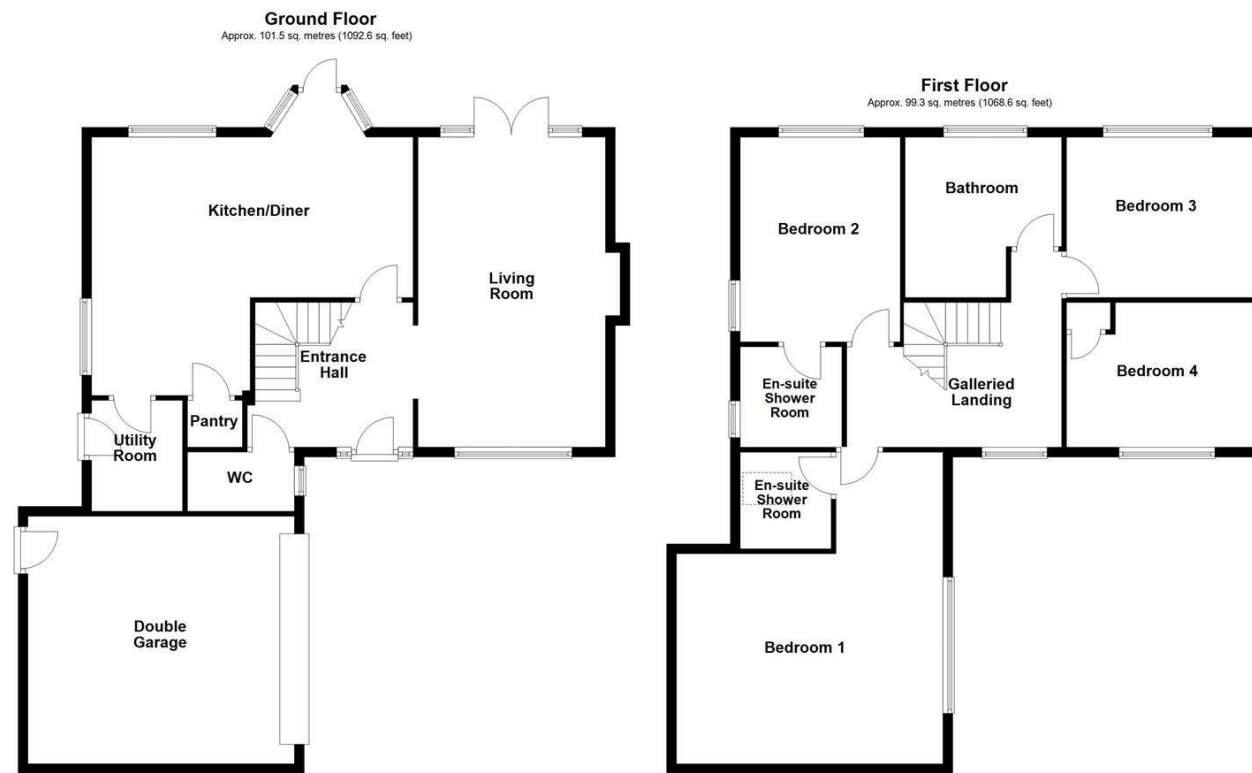 Ground Floor
Approx. 101.5 sq. metres (1092.6 sq. feet)
Kitchen/Diner
Living
Room
Entrance
Hall
Pantry
Utility
Room
WC
Double
Garage
First Floor
Approx. 99.3 sq. metres (1068.6 sq. feet)
Bathroom
Bedroom 3
Bedroom 2
Bedroom 4
En-suite
Shower
Room
Galleried
Landing
En-suite
Shower
Room
Bedroom 1